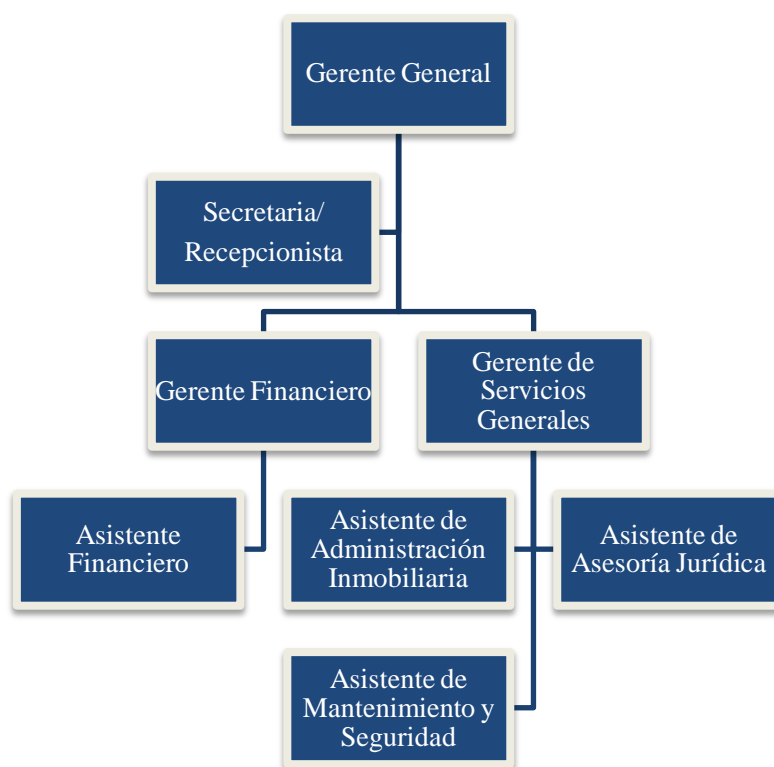 Gerente General
Secretaria/
Recepcionista
Gerente Financiero
Gerente de
Servicios
Generales
Asistente
Financiero
Asistente de
Administración
Inmobiliaria
Asistente de
Asesoría Jurídica
Asistente de
Mantenimiento y
Seguridad